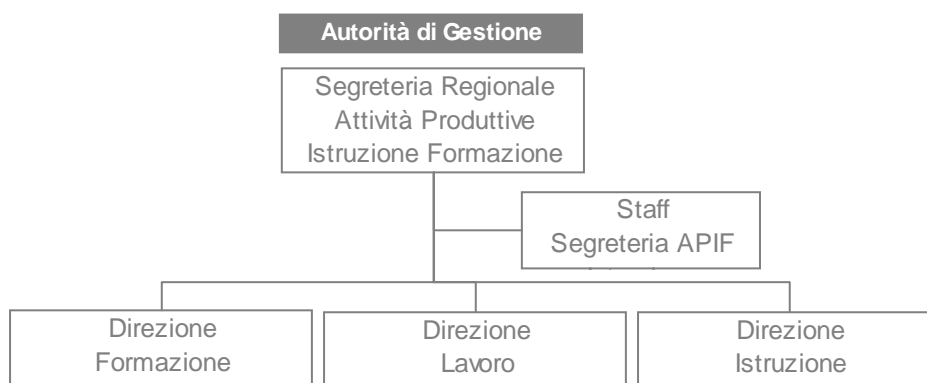 Autorità di Gestione
Segreteria Regionale
Attività Produttive
Istruzione Formazione
Staff
Segreteria APIF
Direzione
Formazione
Direzione
Lavoro
Direzione
Istruzione